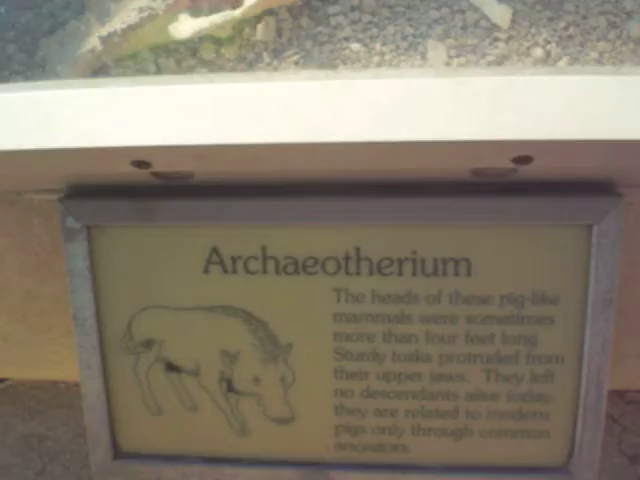 Archaeotherium
The heads of these pig-like
mammals were sometimes
more than four feet long.
Sturdy tusks protruded from
their upper jaws. They left
no descendants alive today;
they are related to modern
pigs only through common
ancestors.